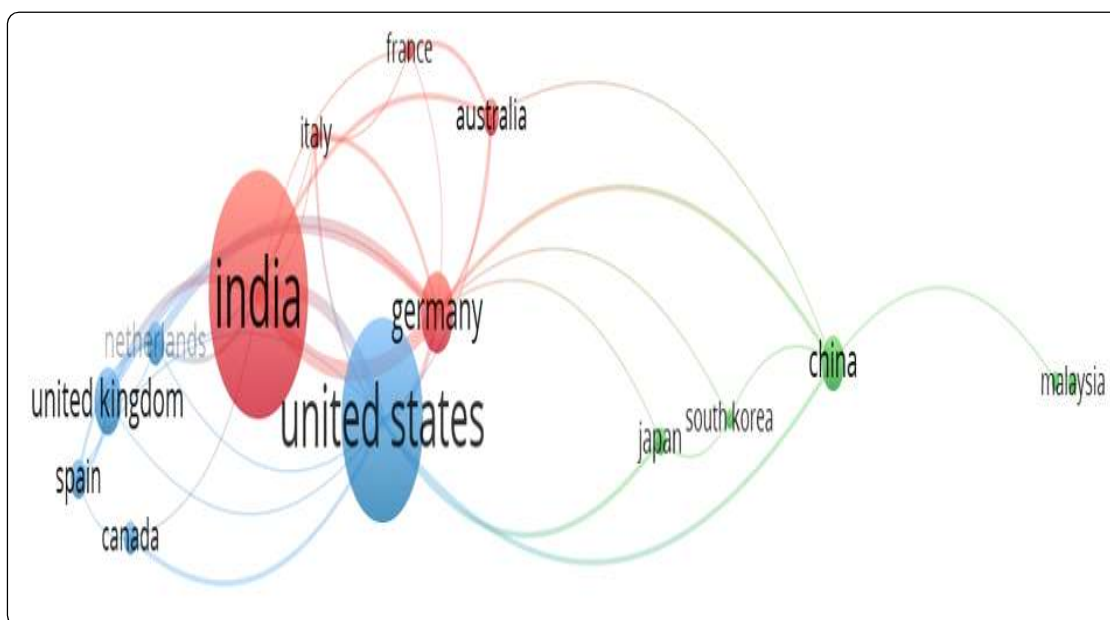 france
australia
italy
india
germany
netherlands
china
malaysia
united kingdom
united states
south korea
japan
spain
canada